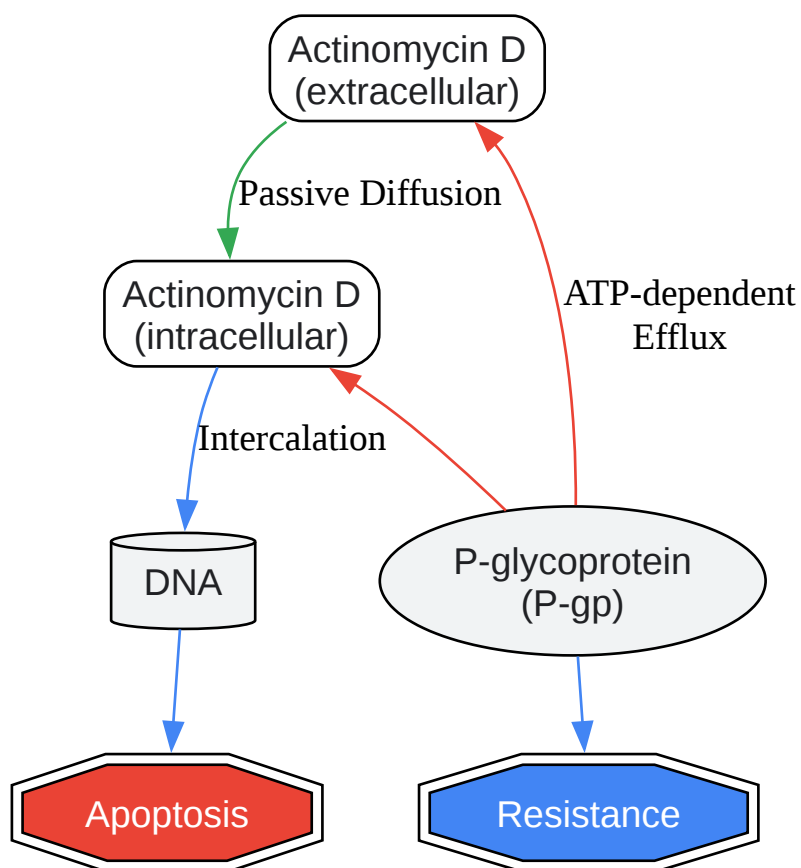 Actinomycin D
(extracellular)
Passive Diffusion
Actinomycin D
(intracellular)
ATP-dependent
Efflux
Intercalation
DNA
P-glycoprotein
(P-gp)
Apoptosis
Resistance